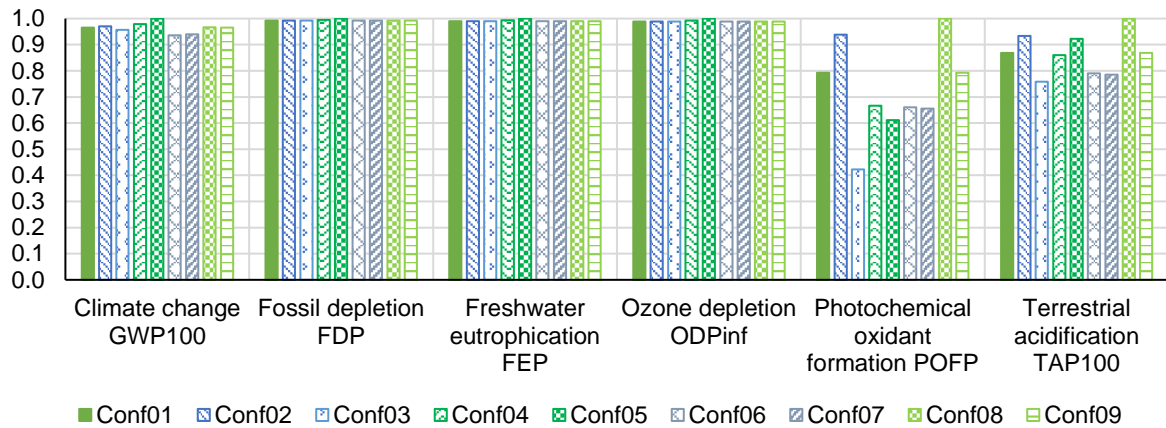 1.0
0.9
0.8
0.7
0.6
0.5
0.4
0.3
0.2
0.1
0.0
Climate change
GWP100
Fossil depletion
FDP
Freshwater
eutrophication
FEP
Ozone depletion
ODPinf
Photochemical
oxidant
formation POFP
Terrestrial
acidification
TAP100
Conf01 Conf02 Conf03 Conf04 Conf05 Conf06 Conf07 Conf08 Conf09